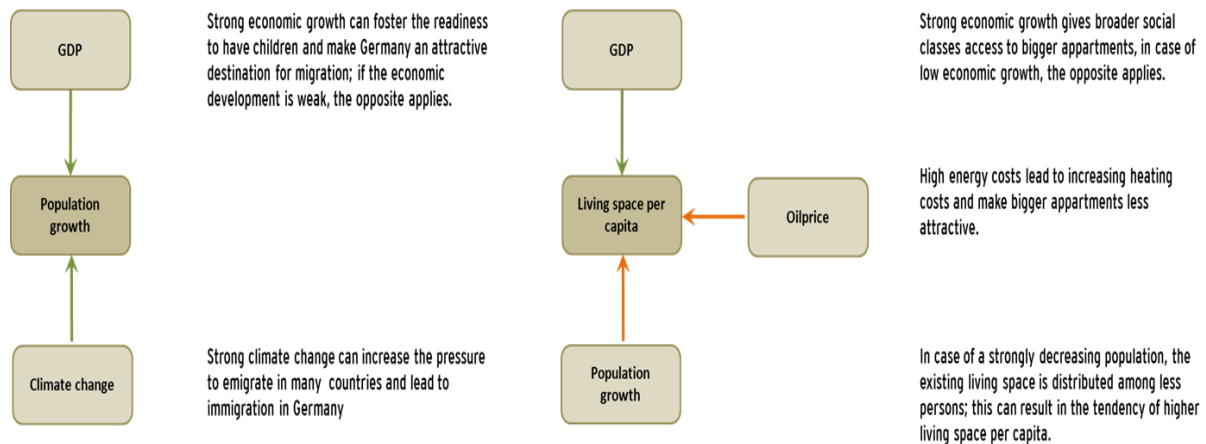 GDP
Strong economic growth can foster the readiness
to have children and make Germany an attractive
destination for migration; if the economic
development is weak, the opposite applies.
Population
growth
Climate change
Strong climate change can increase the pressure
to emigrate in many countries and lead to
immigration in Germany
GDP
Strong economic growth gives broader social
classes access to bigger appartments, in case of
low economic growth, the opposite applies.
Living space per
capita
Oilprice
High energy costs lead to increasing heating
costs and make bigger appartments less
attractive.
Population
growth
In case of a strongly decreasing population, the
existing living space is distributed among less
persons; this can result in the tendency of higher
living space per capita.